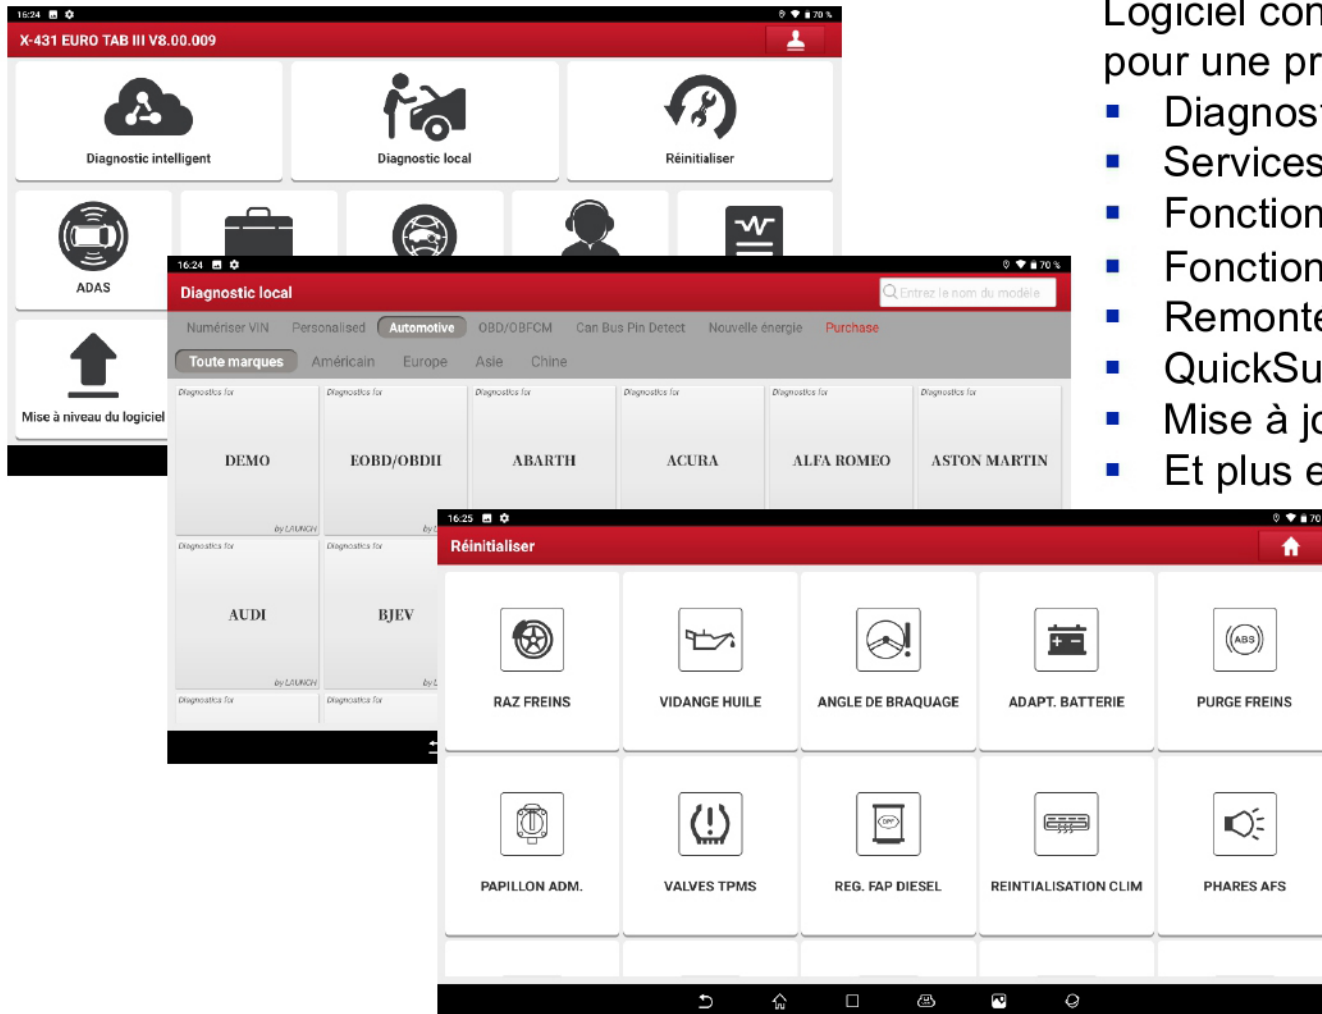 16:24
70 %
X-431 EURO TAB III V8.00.009
Diagnostic intelligent
Diagnostic local
Réinitialiser
ADAS
Mise à niveau du logiciel
16:24
70 %
Diagnostic local
Entrez le nom du modèle
Numériser VIN Personalised Automotive OBD/OBFCM Can Bus Pin Detect Nouvelle énergie Purchase
Toute marques Américain Europe Asie Chine
Diagnostics for Diagnostics for Diagnostics for Diagnostics for Diagnostics for Diagnostics for
DEMO EOBD/OBDII ABARTH ACURA ALFA ROMEO ASTON MARTIN
by LAUNCH by
Diagnostics for Diagnostics for
AUDI BJEV
by LAUNCH by
Diagnostics for Diagnostics for
16:25
70
Réinitialiser
RAZ FREINS VIDANGE HUILE ANGLE DE BRAQUAGE ADAPT. BATTERIE PURGE FREINS
ABS
DPF
PAPILLON ADM. VALVES TPMS REG. FAP DIESEL REINTIALISATION CLIM PHARES AFS
Logiciel con
pour une pr
Diagnost
Services
Fonction
Fonction
Remonte
QuickSu
Mise à jo
Et plus e